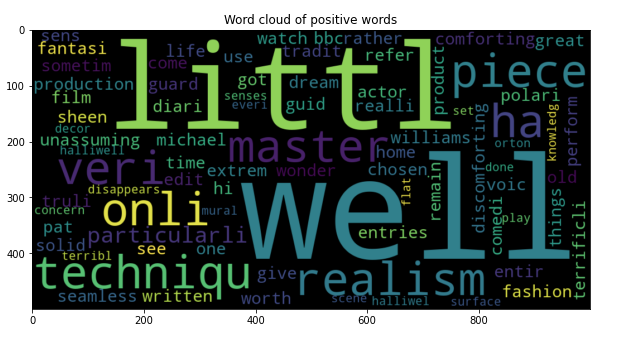 Word cloud of positive words
0
sens
fantasi
life
watch
bbc
rather
comforting
great
sometim
come
use
tradit
refer
production
guard
got
dream
product
piece
100
film
diari
senses
guid
actor
polari
sheen
everi
realli
set
ha
littl
decor
unassuming
michael
master
williams
perform
200
halliwell
veri
time
home
orton
knowledg
extrem
wonder
chosen
discomforting
done
old
edit
hi
voic
disappears
truli
onli
flat
remain
300
concern
mural
well
play
things
pat
particularli
entries
comedi
terrificli
solid
see
one
400
terribl
techniqu
give
realism
entir
seamless
written
worth
scene
halliwel
surface
fashion
0
200
400
600
800